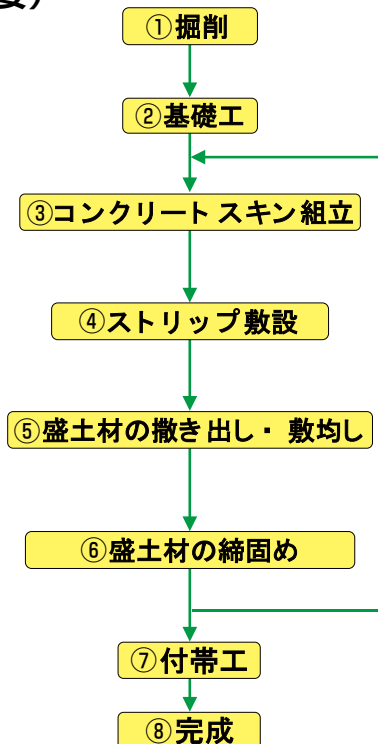 要)
①掘削
②基礎工
③コンクリート スキン組立
④ストリップ敷設
⑤盛土材の撒き出し・敷均し
⑥盛土材の締固め
⑦付帯工
⑧完成